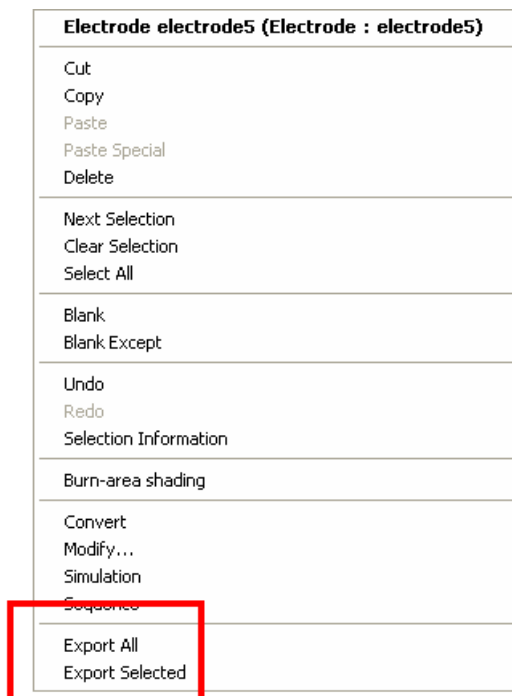 Electrode electrode5 (Electrode : electrode5)
Cut
Copy
Paste
Paste Special
Delete
Next Selection
Clear Selection
Select All
Blank
Blank Except
Undo
Redo
Selection Information
Burn-area shading
Convert
Modify...
Simulation
Sequence
Export All
Export Selected